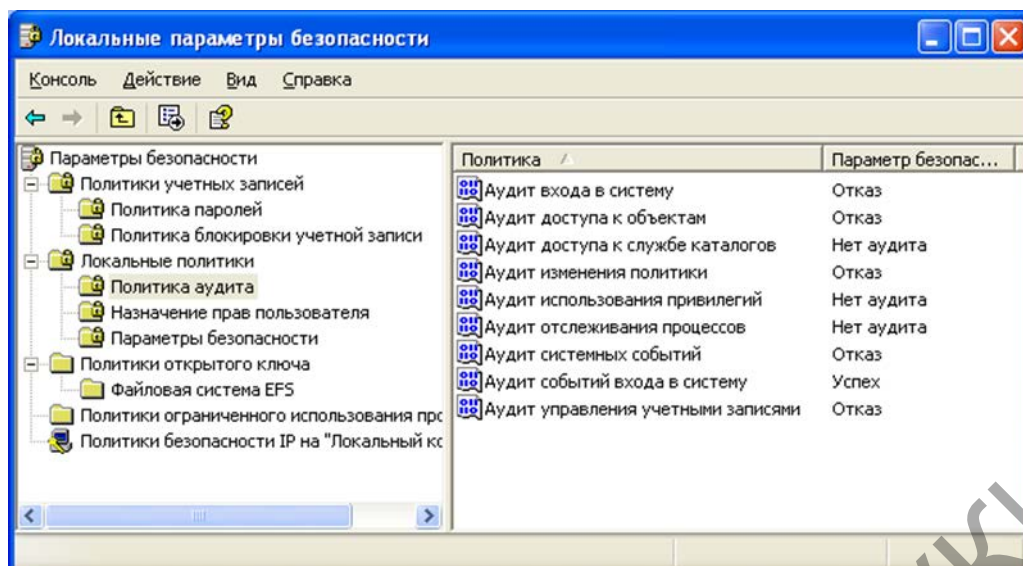 Локальные параметры безопасности
Консоль Действие Вид Справка
Параметры безопасности
Политики учетных записей
Политика паролей
Политика блокировки учетной записи
Локальные политики
Политика аудита
Назначение прав пользователя
Параметры безопасности
Политики открытого ключа
Файловая система EFS
Политики ограниченного использования прс
Политики безопасности IP на "Локальный кс
Политика Параметр безопас...
Аудит входа в систему Отказ
Аудит доступа к объектам Отказ
Аудит доступа к службе каталогов Нет аудита
Аудит изменения политики Отказ
Аудит использования привилегий Нет аудита
Аудит отслеживания процессов Нет аудита
Аудит системных событий Отказ
Аудит событий входа в систему Успех
Аудит управления учетными записями Отказ